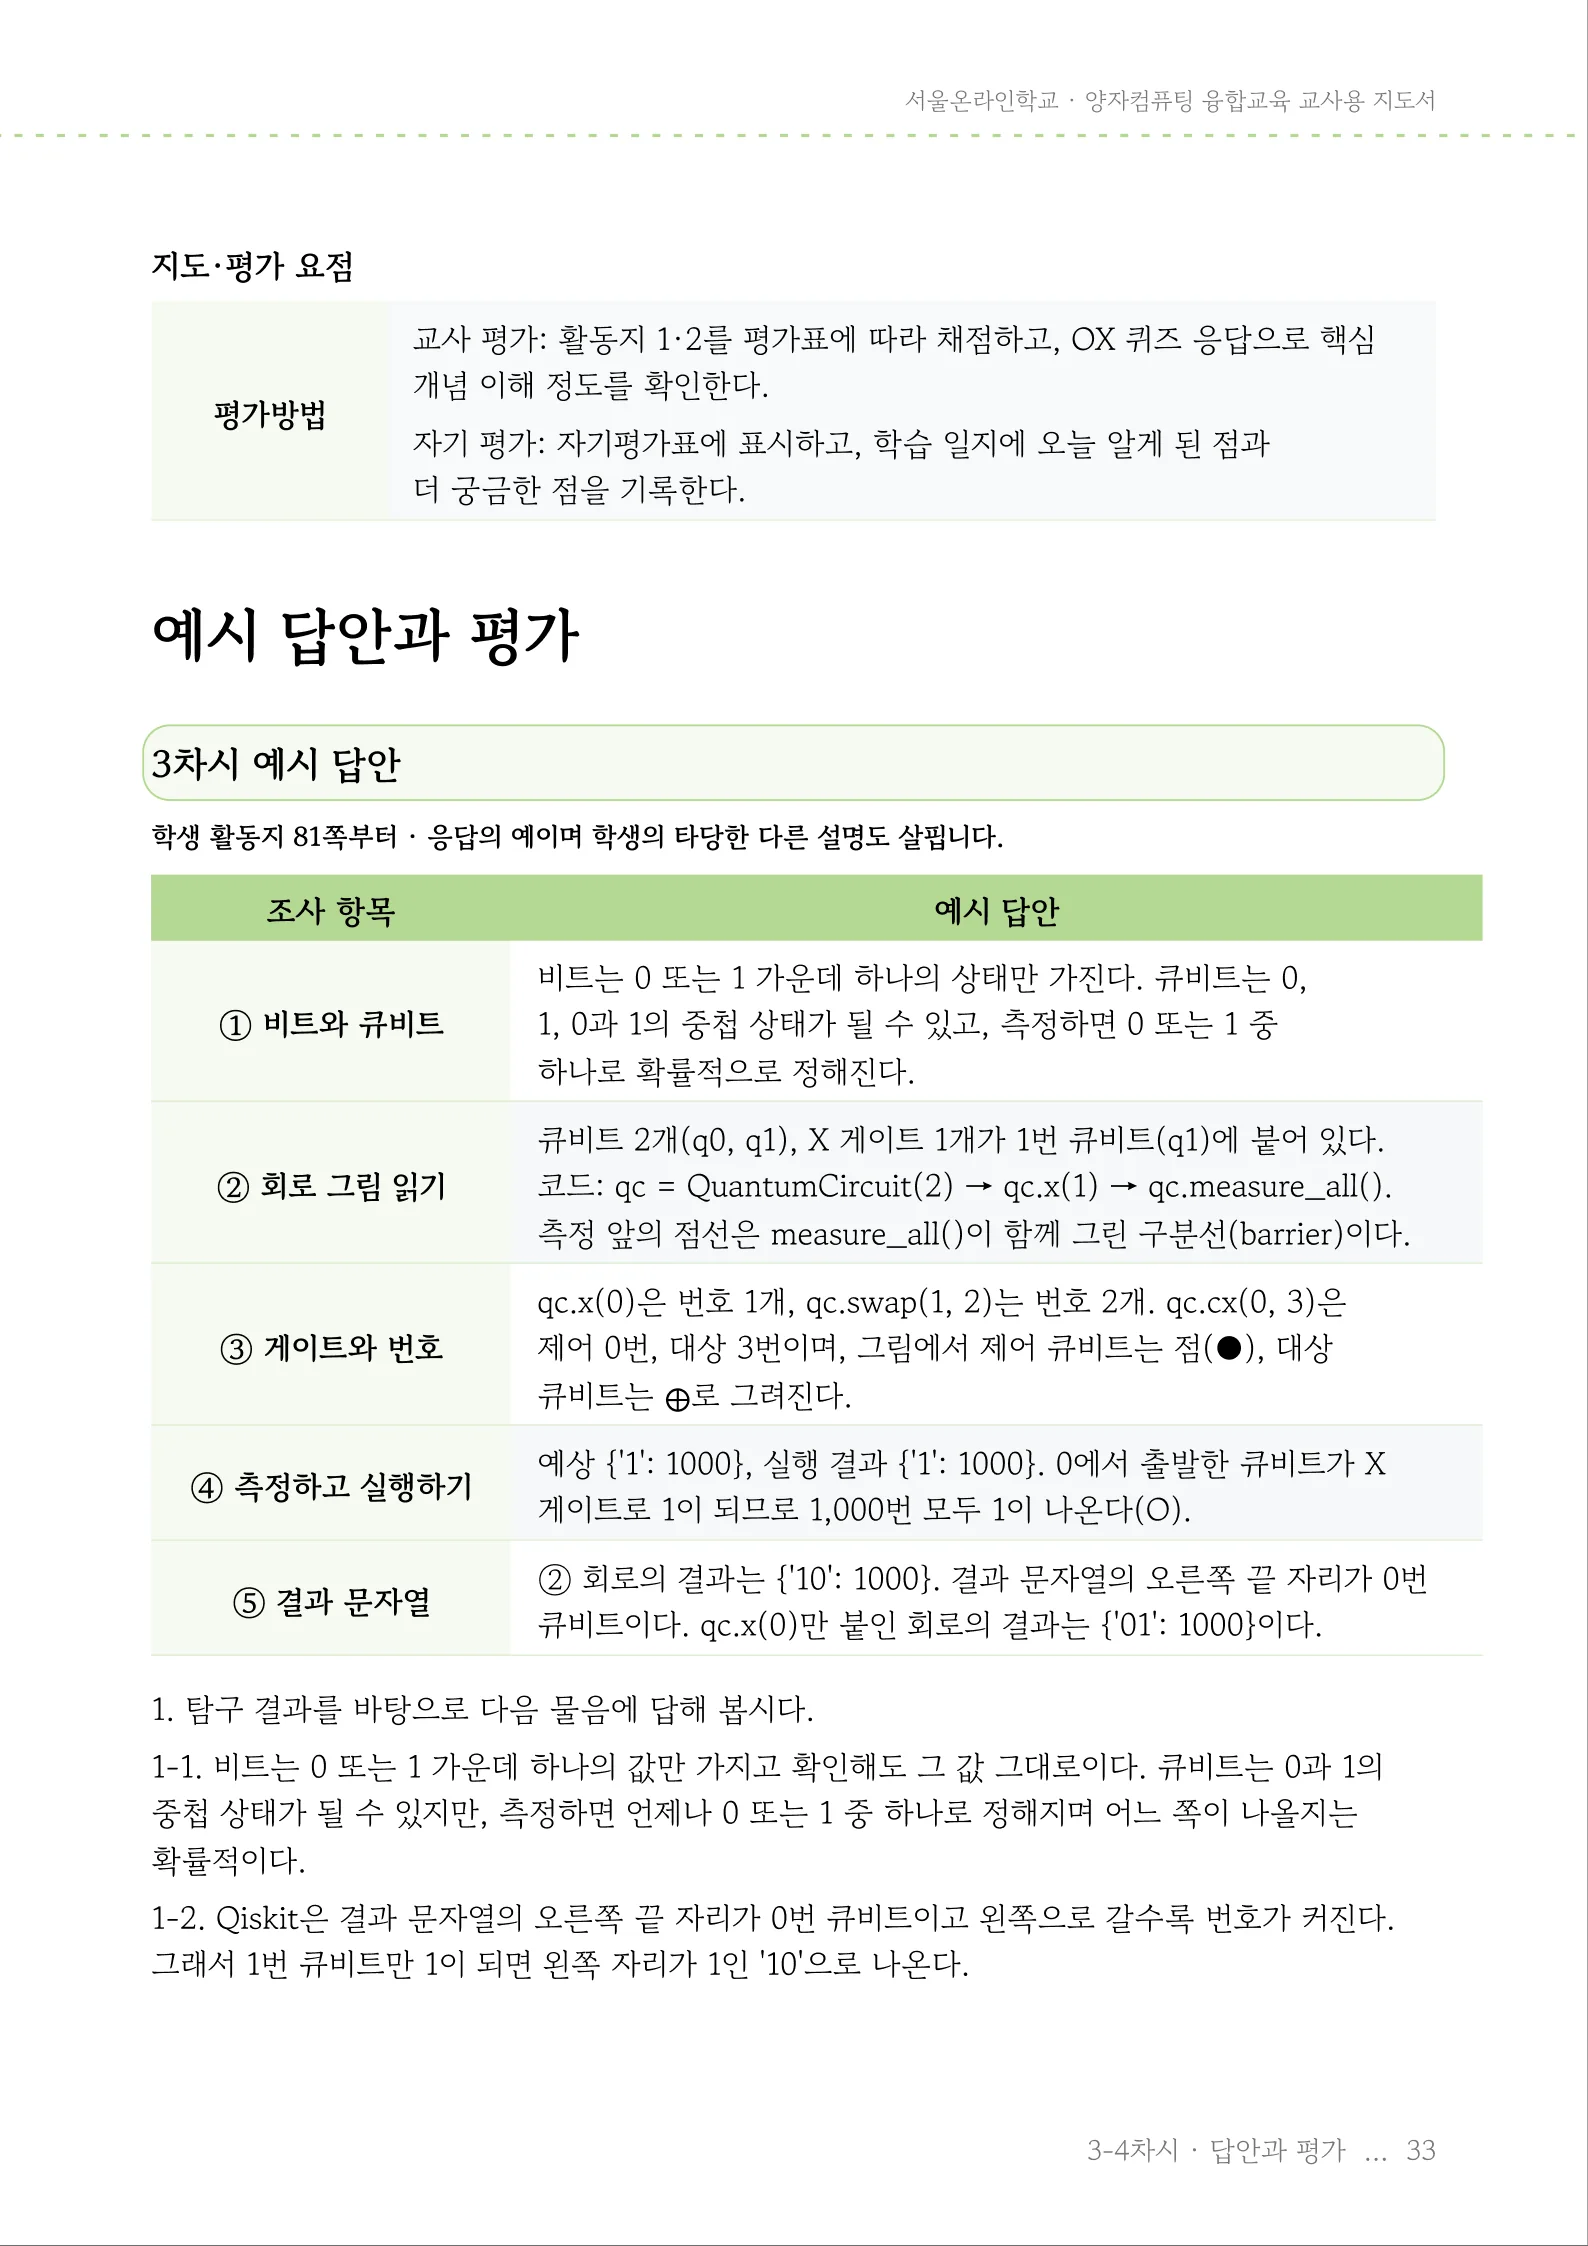 서울온라인학교 · 양자컴퓨팅 융합교육 교사용 지도서
지도·평가 요점
평가방법
교사 평가: 활동지 1·2를 평가표에 따라 채점하고, OX 퀴즈 응답으로 핵심
개념 이해 정도를 확인한다.
자기 평가: 자기평가표에 표시하고, 학습 일지에 오늘 알게 된 점과
더 궁금한 점을 기록한다.
예시 답안과 평가
3차시 예시 답안
학생 활동지 81쪽부터 · 응답의 예이며 학생의 타당한 다른 설명도 살핍니다.
조사 항목 예시 답안
① 비트와 큐비트
비트는 0 또는 1 가운데 하나의 상태만 가진다. 큐비트는 0,
1, 0과 1의 중첩 상태가 될 수 있고, 측정하면 0 또는 1 중
하나로 확률적으로 정해진다.
② 회로 그림 읽기
큐비트 2개(q0, q1), X 게이트 1개가 1번 큐비트(q1)에 붙어 있다.
코드: qc = QuantumCircuit(2) → qc.x(1) → qc.measure_all().
측정 앞의 점선은 measure_all()이 함께 그린 구분선(barrier)이다.
③ 게이트와 번호
qc.x(0)은 번호 1개, qc.swap(1, 2)는 번호 2개. qc.cx(0, 3)은
제어 0번, 대상 3번이며, 그림에서 제어 큐비트는 점(●), 대상
큐비트는 ⊕로 그려진다.
④ 측정하고 실행하기
예상 {'1': 1000}, 실행 결과 {'1': 1000}. 0에서 출발한 큐비트가 X
게이트로 1이 되므로 1,000번 모두 1이 나온다(O).
⑤ 결과 문자열
② 회로의 결과는 {'10': 1000}. 결과 문자열의 오른쪽 끝 자리가 0번
큐비트이다. qc.x(0)만 붙인 회로의 결과는 {'01': 1000}이다.
1. 탐구 결과를 바탕으로 다음 물음에 답해 봅시다.
1-1. 비트는 0 또는 1 가운데 하나의 값만 가지고 확인해도 그 값 그대로이다. 큐비트는 0과 1의
중첩 상태가 될 수 있지만, 측정하면 언제나 0 또는 1 중 하나로 정해지며 어느 쪽이 나올지는
확률적이다.
1-2. Qiskit은 결과 문자열의 오른쪽 끝 자리가 0번 큐비트이고 왼쪽으로 갈수록 번호가 커진다.
그래서 1번 큐비트만 1이 되면 왼쪽 자리가 1인 '10'으로 나온다.
3-4차시 · 답안과 평가 ... 33